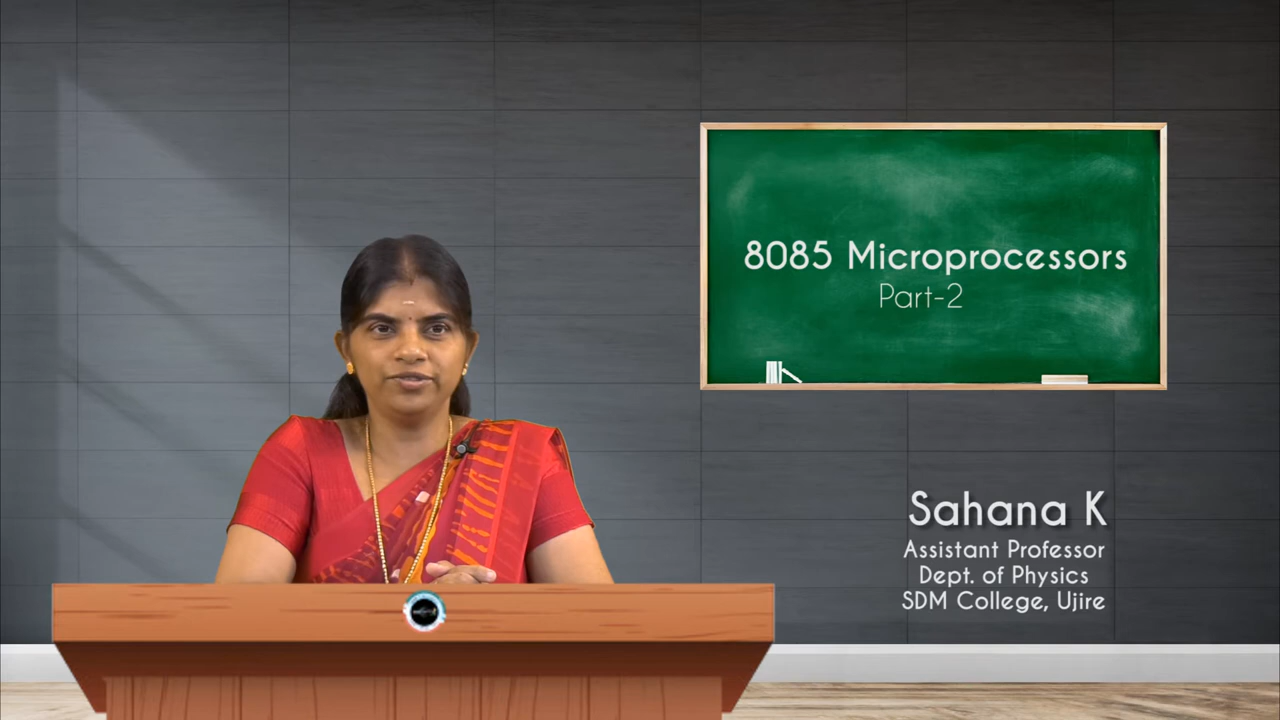 8085 Microprocessors
Part-2
Sahana K
Assistant Professor
Dept. of Physics
SDM College, Ujire